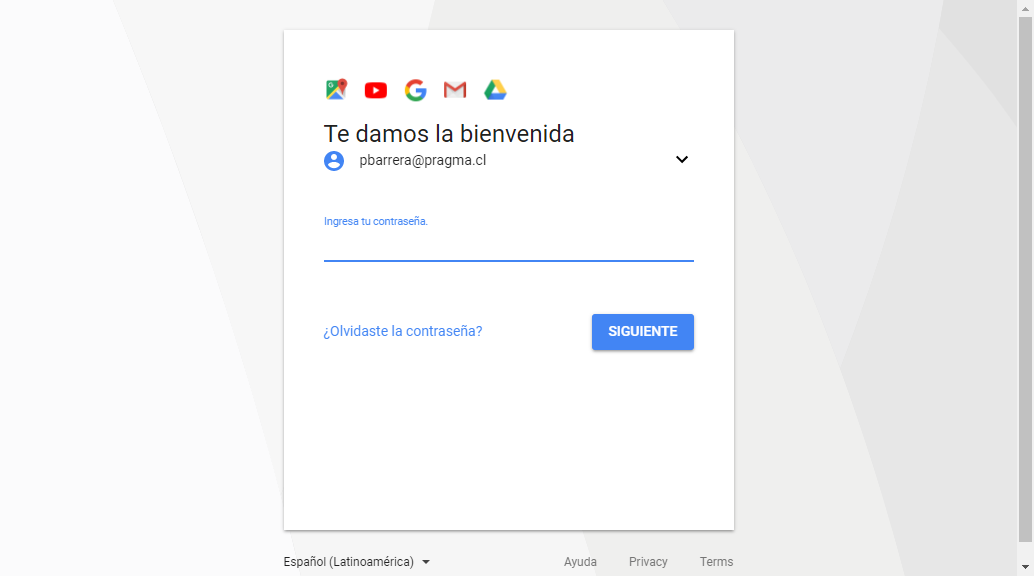 Te damos la bienvenida
pbarrera@pragma.cl
Ingresa tu contraseña.
¿Olvidaste la contraseña?
SIGUIENTE
Español (Latinoamérica)
Ayuda
Privacy
Terms